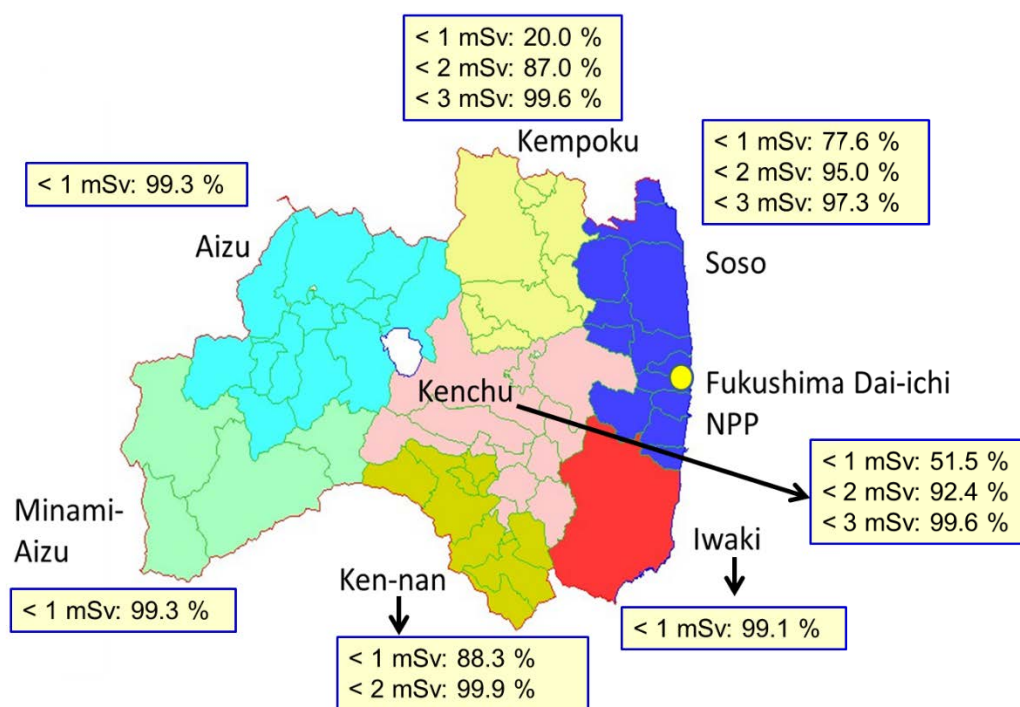 < 1 mSv: 20.0 %
< 2 mSv: 87.0 %
< 3 mSv: 99.6 %
Kempoku
< 1 mSv: 77.6 %
< 2 mSv: 95.0 %
< 3 mSv: 97.3 %
Soso
< 1 mSv: 99.3 %
Aizu
Kenchu
Fukushima Dai-ichi
NPP
< 1 mSv: 51.5 %
< 2 mSv: 92.4 %
< 3 mSv: 99.6 %
Minami-
Aizu
< 1 mSv: 99.3 %
Ken-nan
< 1 mSv: 88.3 %
< 2 mSv: 99.9 %
Iwaki
< 1 mSv: 99.1 %